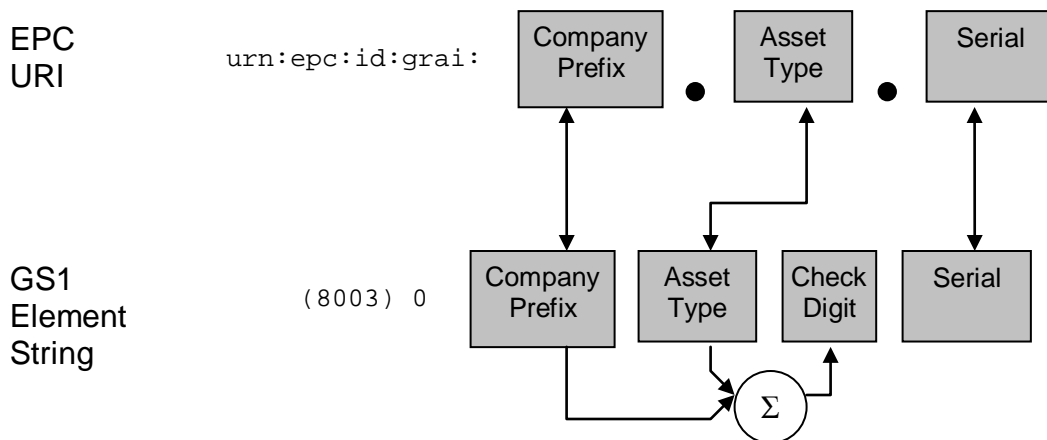 EPC
URI
urn:epc:id:grai:
Company
Prefix
Asset
Type
Serial
GS1
Element
String
(8003) 0
Company
Prefix
Asset
Type
Check
Digit
Serial
Σ